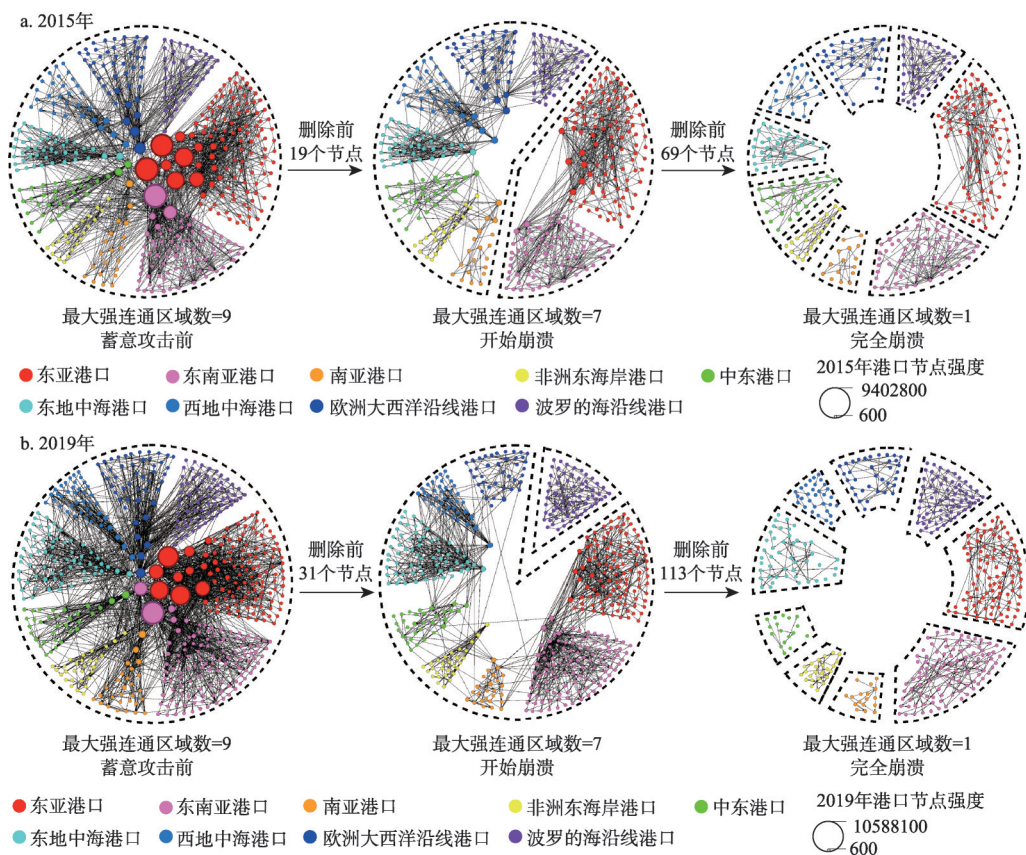 a. 2015年
删除前
19个节点
删除前
69个节点
最大强连通区域数=9
蓄意攻击前
最大强连通区域数=7
开始崩溃
最大强连通区域数=1
完全崩溃
东亚港口
东南亚港口
南亚港口
非洲东海岸港口
中东港口
2015年港口节点强度
东地中海港口
西地中海港口
欧洲大西洋沿线港口
波罗的海沿线港口
9402800
600
b. 2019年
删除前
31个节点
删除前
113个节点
最大强连通区域数=9
蓄意攻击前
最大强连通区域数=7
开始崩溃
最大强连通区域数=1
完全崩溃
东亚港口
东南亚港口
南亚港口
非洲东海岸港口
中东港口
2019年港口节点强度
东地中海港口
西地中海港口
欧洲大西洋沿线港口
波罗的海沿线港口
10588100
600